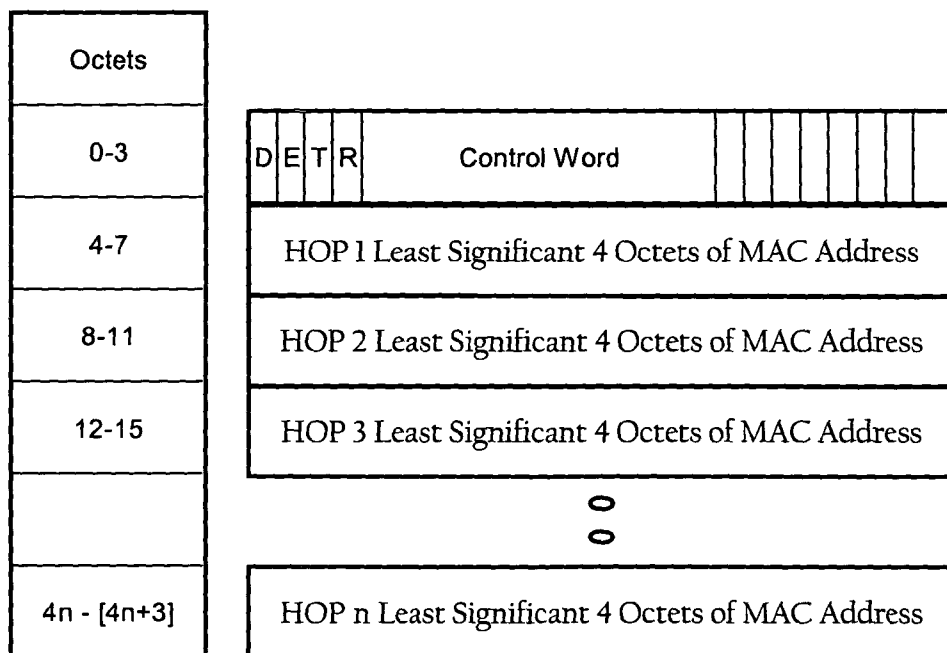 Octets
0-3 D E T R Control Word
4-7 HOP 1 Least Significant 4 Octets of MAC Address
8-11 HOP 2 Least Significant 4 Octets of MAC Address
12-15 HOP 3 Least Significant 4 Octets of MAC Address
4n - [4n+3] HOP n Least Significant 4 Octets of MAC Address